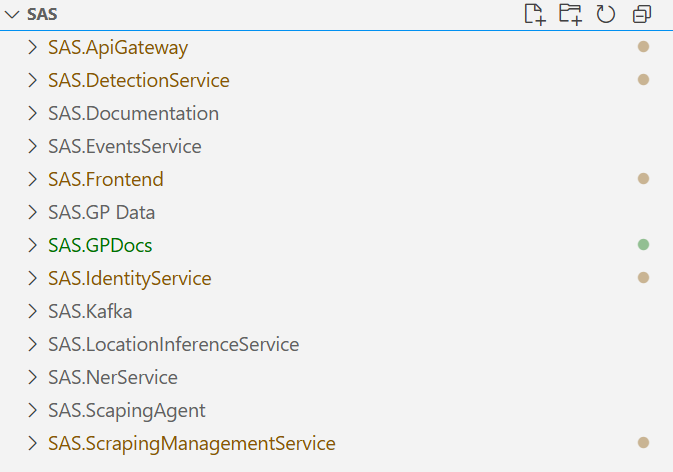 SAS
SAS.ApiGateway
SAS.DetectionService
SAS.Documentation
SAS.EventsService
SAS.Frontend
SAS.GP Data
SAS.GPDocs
SAS.IdentityService
SAS.Kafka
SAS.LocationInferenceService
SAS.NerService
SAS.ScapingAgent
SAS.ScrapingManagementService